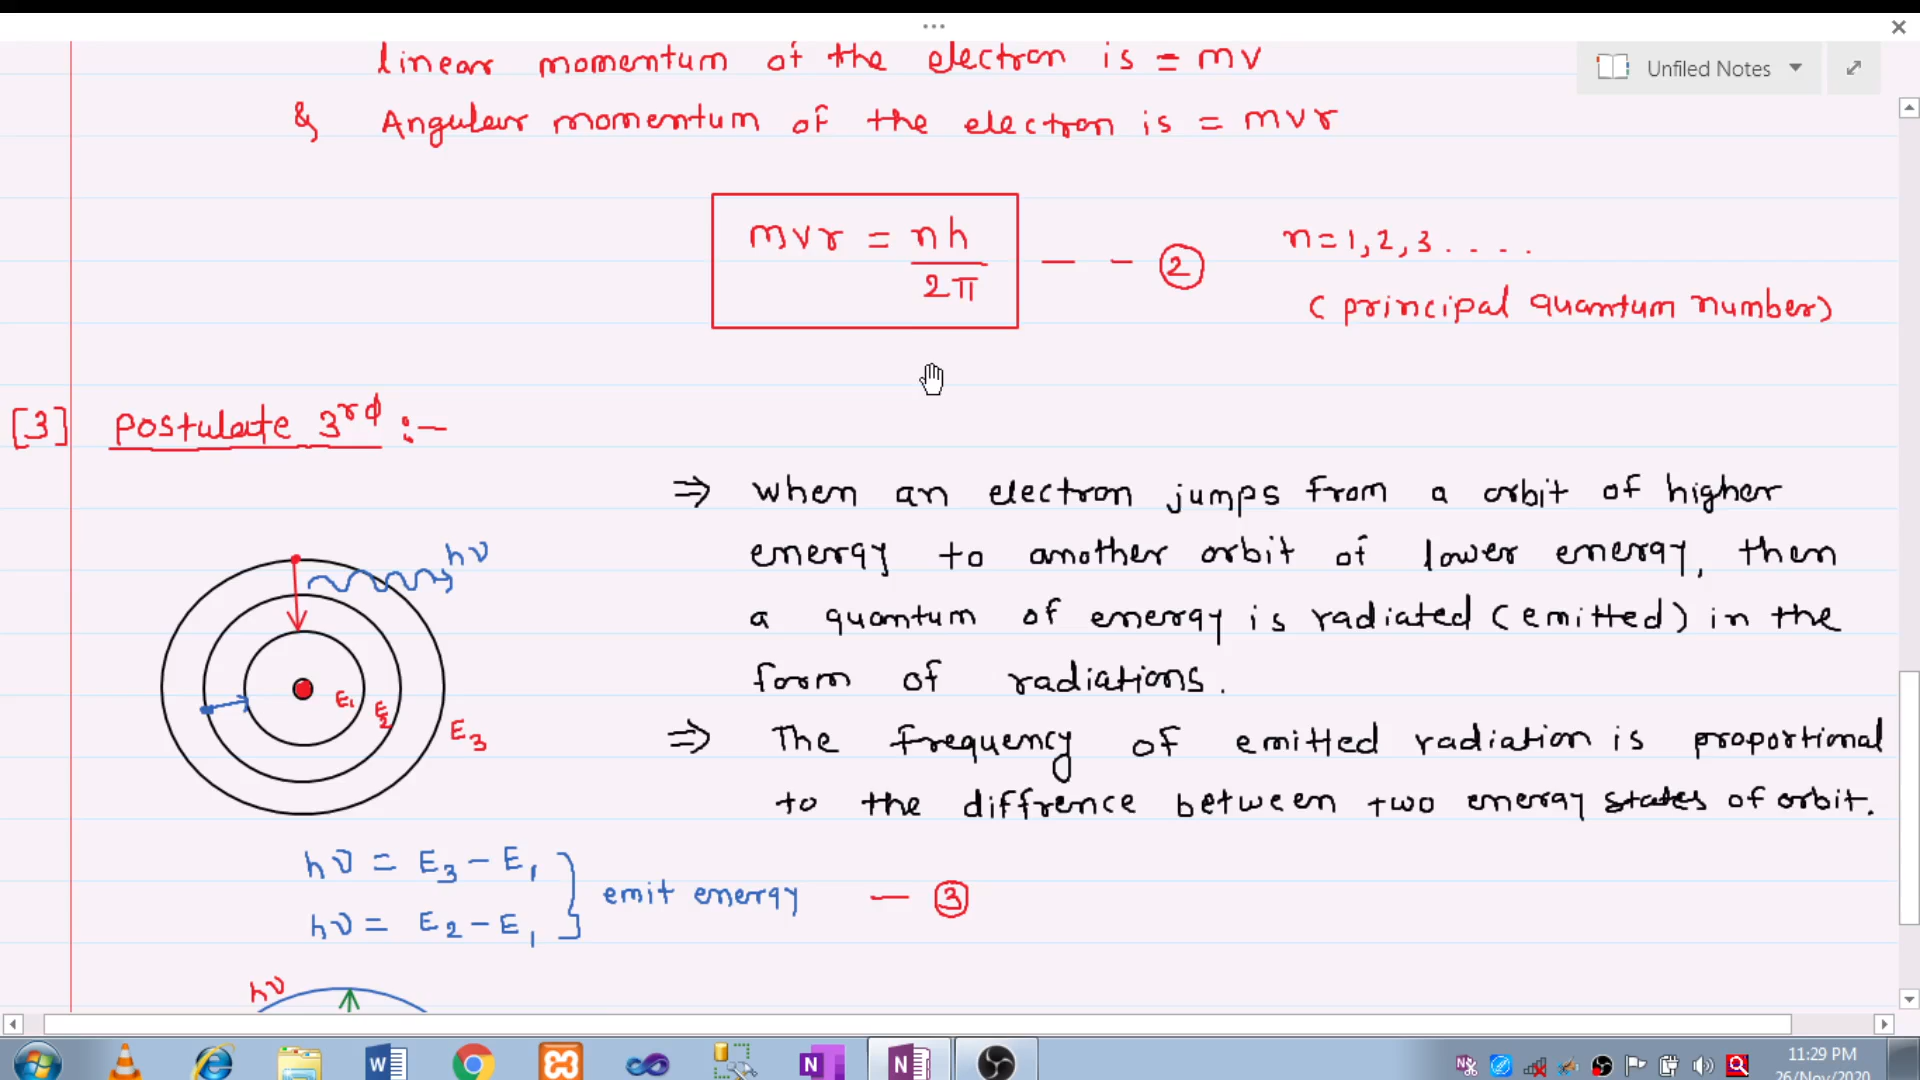 linear momentum of the electron is = mv
& Angular momentum of the electron is = mvr
Unfiled Notes
mvr = nh
2π
-- ②
n=1,2,3....
(principal quantum number)
[3] Postulate 3rd :-
⇒ when an electron jumps from a orbit of higher
energy to another orbit of lower energy, then
a quantum of energy is radiated (emitted) in the
form of radiations.
⇒ The frequency of emitted radiation is proportional
to the diffrence between two energy states of orbit.
hν
E₁
E₂
E₃
hν = E₃ - E₁
hν = E₂ - E₁
emit energy - ③
hν
11:29 PM
26/Nov/2020